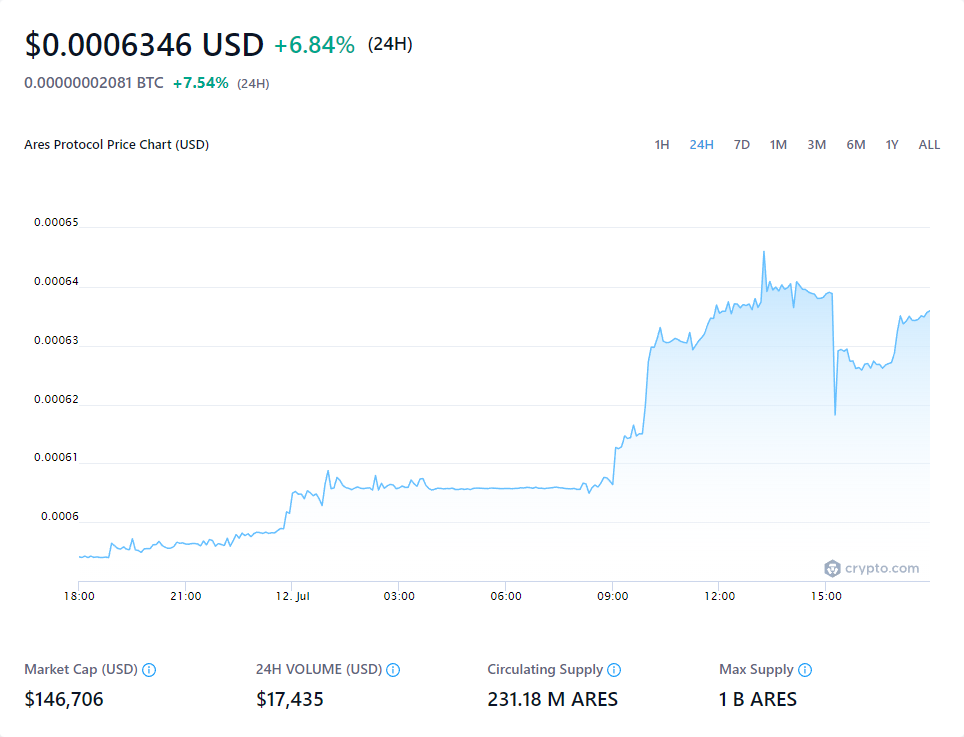 $0.0006346 USD +6.84% (24H)
0.00000002081 BTC +7.54% (24H)
Ares Protocol Price Chart (USD) 1H 24H 7D 1M 3M 6M 1Y ALL
0.00065
0.00064
0.00063
0.00062
0.00061
0.0006
crypto.com
18:00 21:00 12. Jul 03:00 06:00 09:00 12:00 15:00
Market Cap (USD) 24H VOLUME (USD) Circulating Supply Max Supply
$146,706 $17,435 231.18 M ARES 1 B ARES